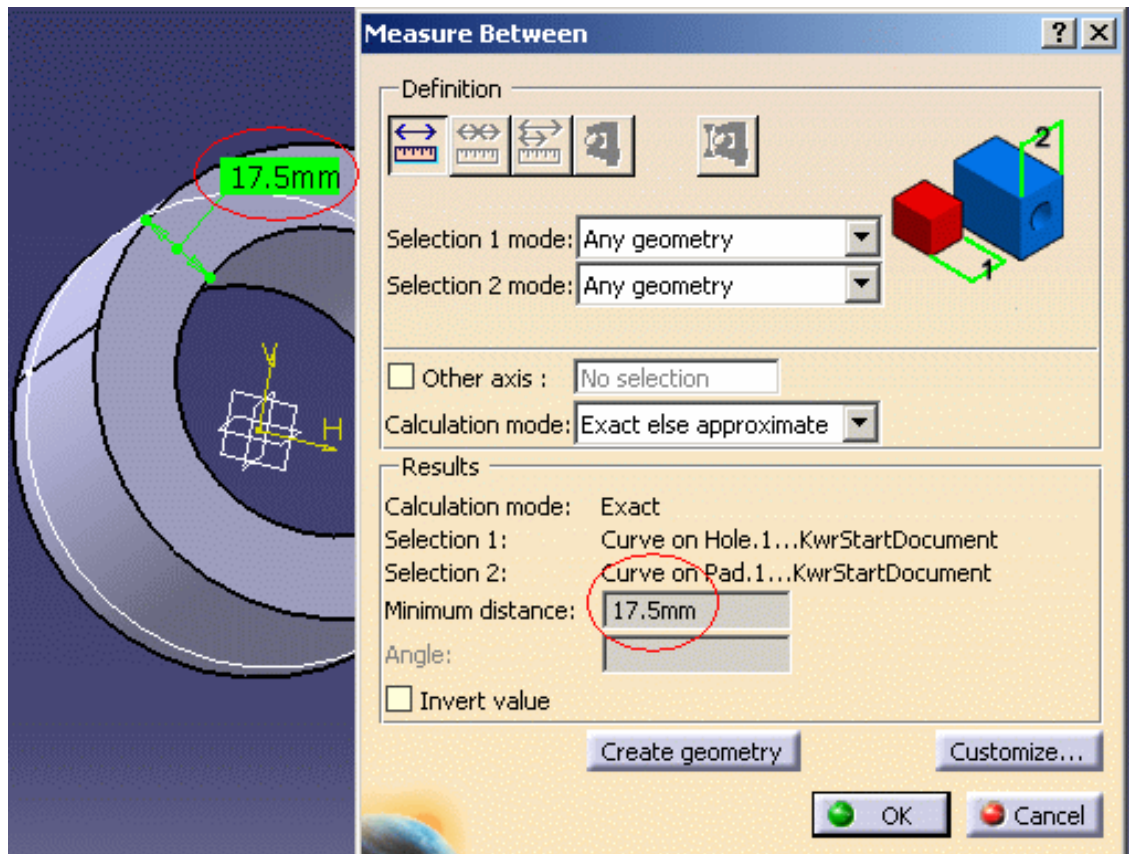 Measure Between
Definition
17.5mm
2
1
Selection 1 mode: Any geometry
Selection 2 mode: Any geometry
Other axis : No selection
Calculation mode: Exact else approximate
V
H
Results
Calculation mode: Exact
Selection 1: Curve on Hole.1...KwrStartDocument
Selection 2: Curve on Pad.1...KwrStartDocument
Minimum distance: 17.5mm
Angle:
Invert value
Create geometry Customize...
OK Cancel